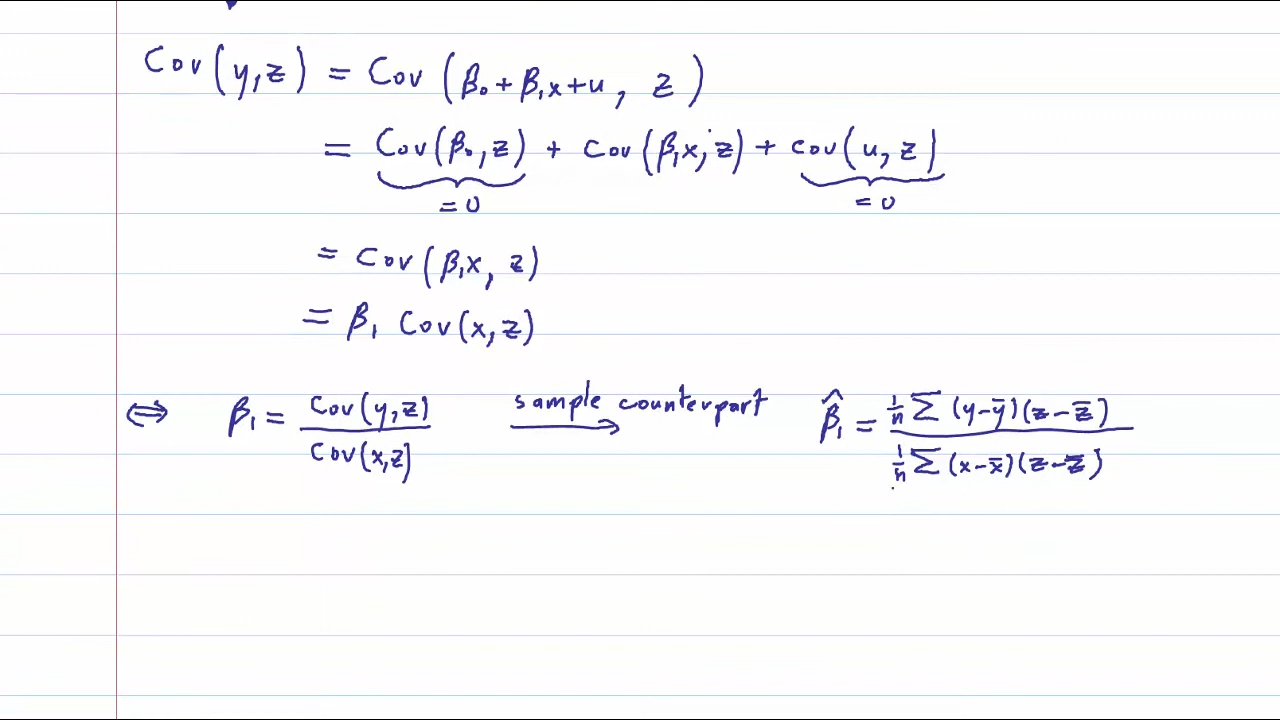 Cov(y,z) = Cov(β₀+β₁x+u, z)
= Cov(β₀,z) + Cov(β₁x,z) + cov(u,z)
=0 =0
= Cov(β₁x, z)
= β₁ Cov(x,z)
⇔ β₁ = Cov(y,z) / Cov(x,z) sample counterpart → β̂₁ = 1/n Σ (y-ȳ)(z-z̄) / 1/n Σ (x-x̄)(z-z̄)